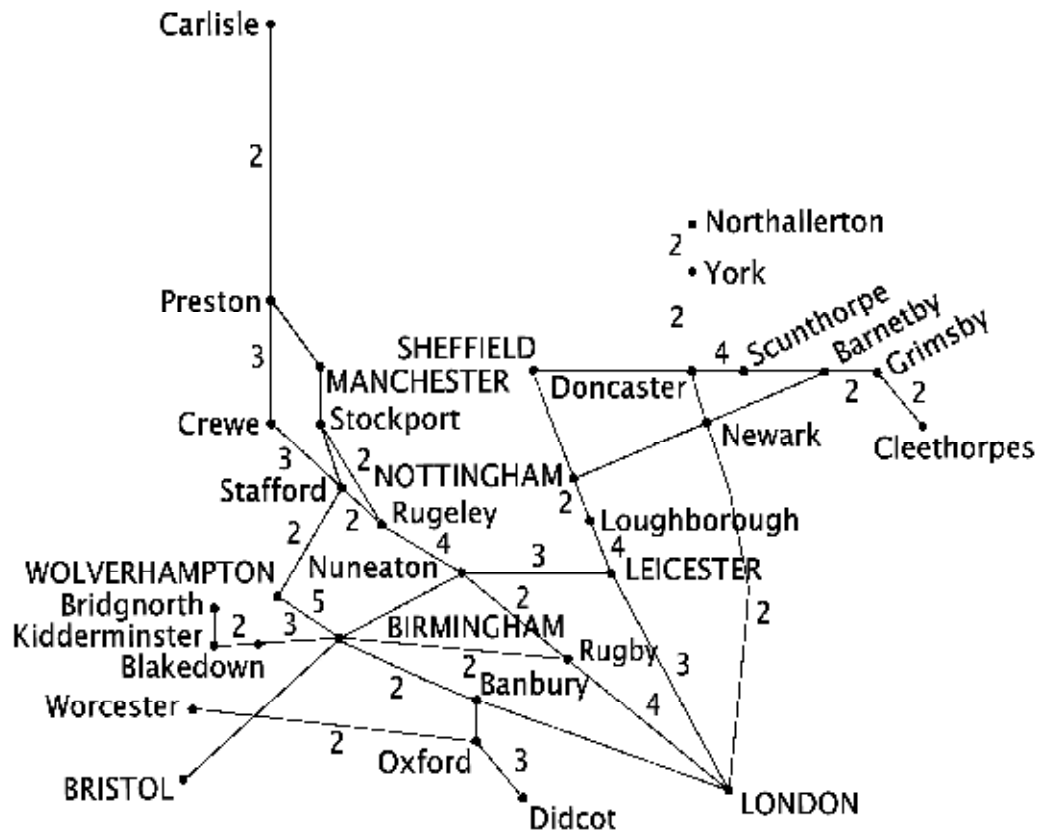 Carlisle
2
2
Northallerton
York
2
Preston
3
SHEFFIELD
4
Scunthorpe
Barnetby
Grimsby
MANCHESTER
Doncaster
2
2
Crewe
Stockport
Newark
Cleethorpes
3
2
NOTTINGHAM
Stafford
2
Rugeley
2
Loughborough
2
4
4
WOLVERHAMPTON
Nuneaton
3
LEICESTER
Bridgnorth
5
2
2
Kidderminster
2
3
BIRMINGHAM
Blakedown
2
Rugby
3
Worcester
2
Banbury
4
2
Oxford
3
BRISTOL
Didcot
LONDON